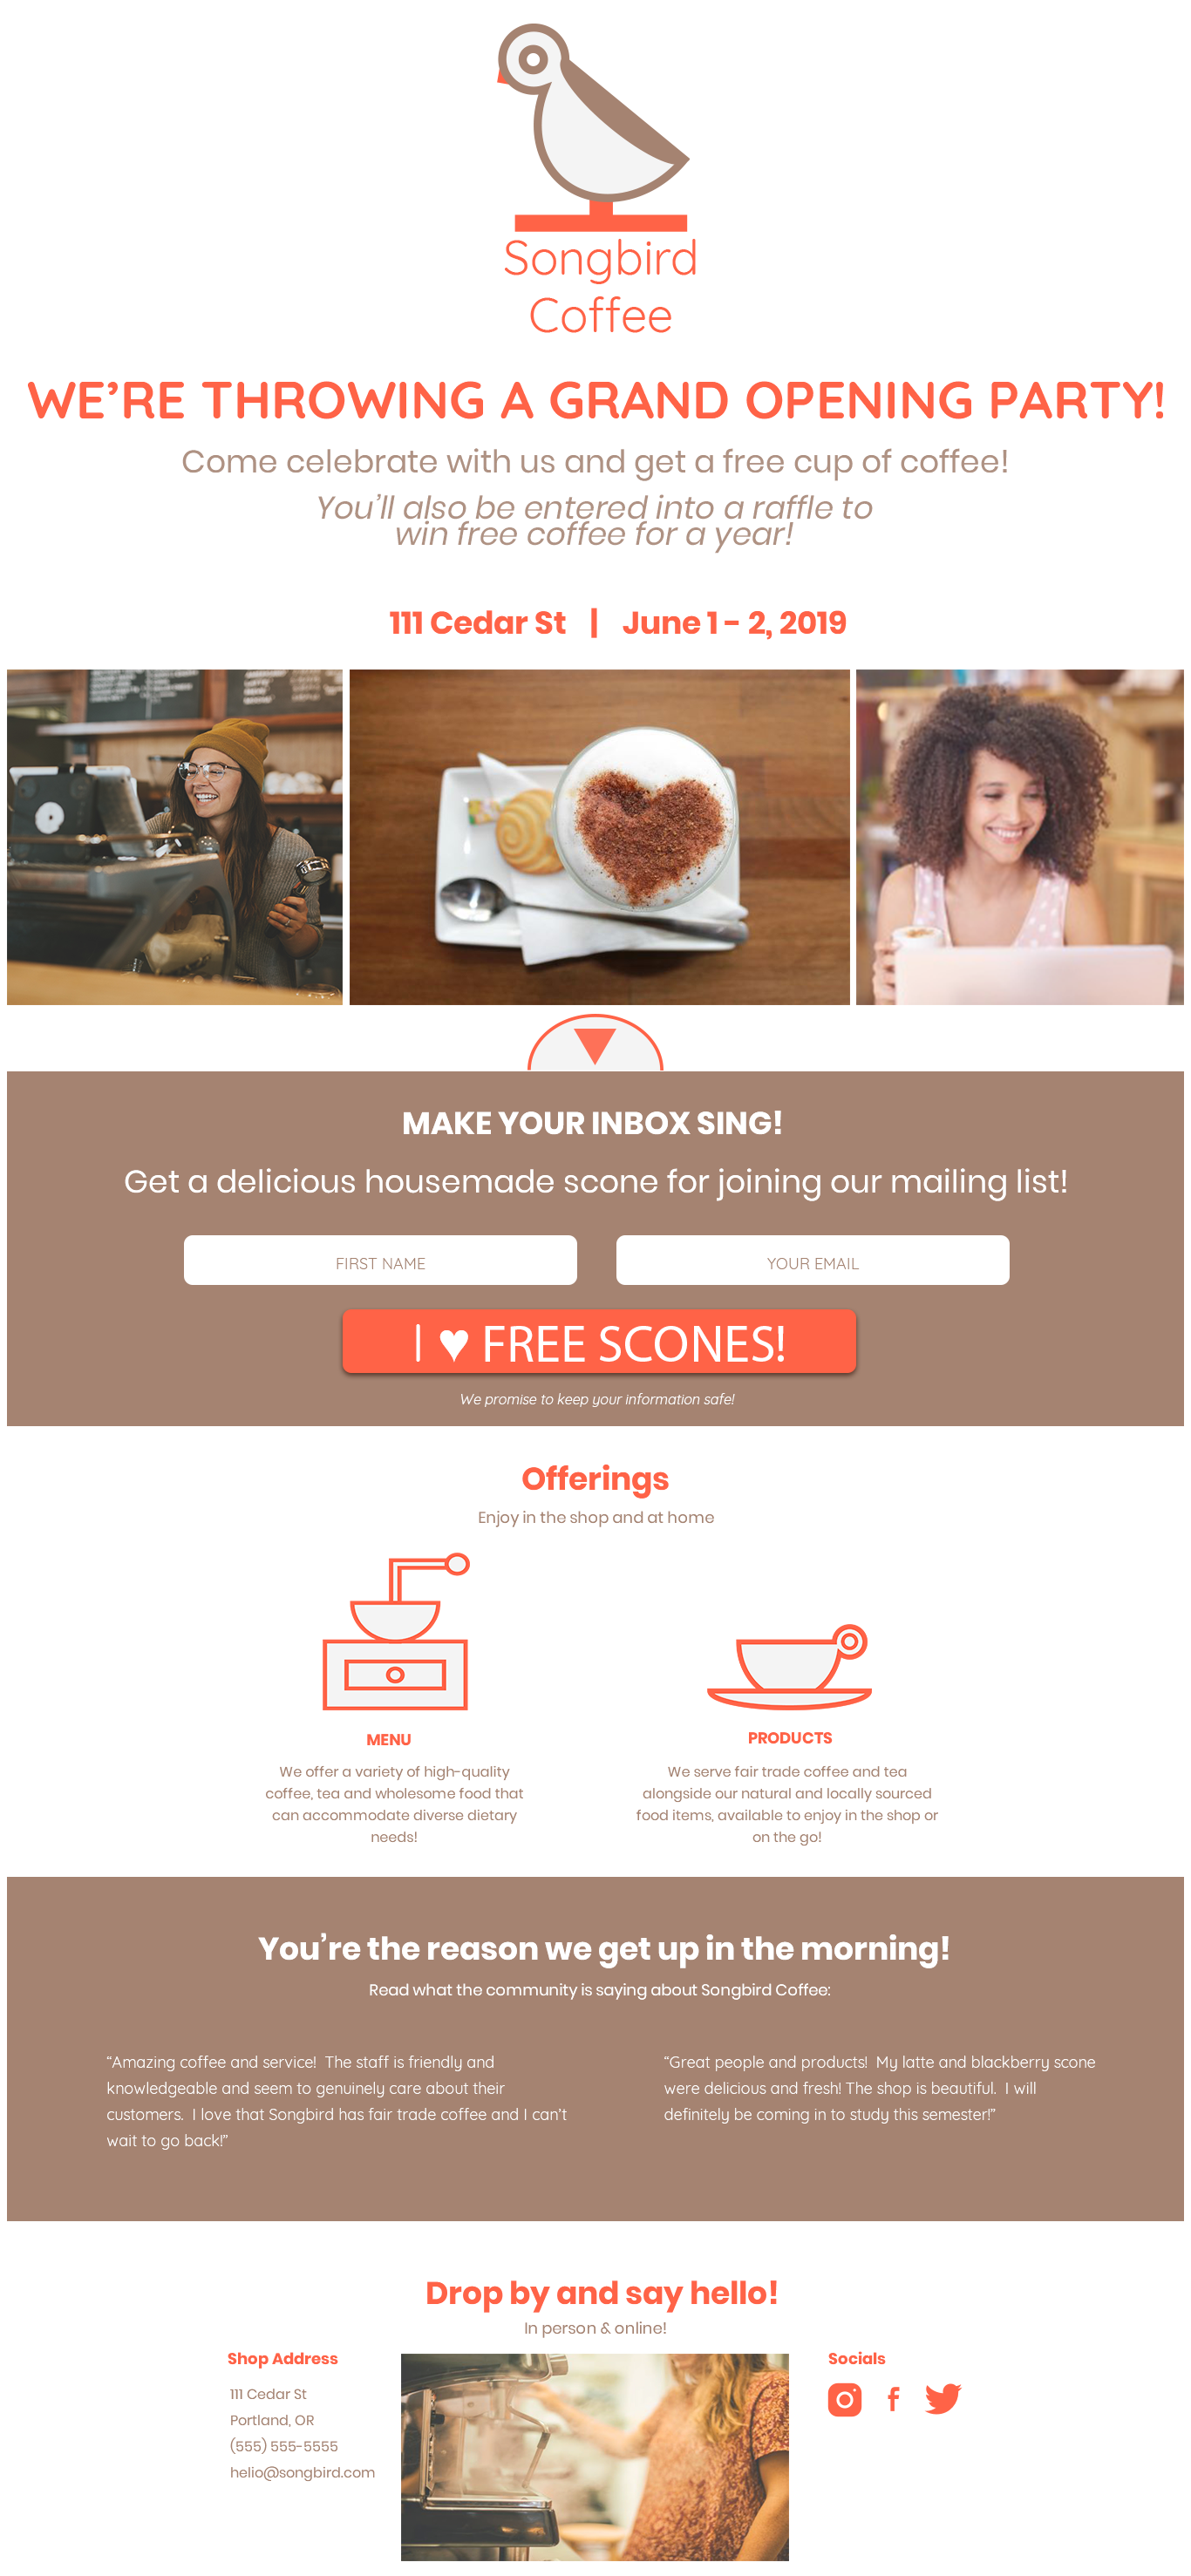 Songbird
Coffee
WE’RE THROWING A GRAND OPENING PARTY!
Come celebrate with us and get a free cup of coffee!
You’ll also be entered into a raffle to
win free coffee for a year!
111 Cedar St | June 1 - 2, 2019
MAKE YOUR INBOX SING!
Get a delicious housemade scone for joining our mailing list!
FIRST NAME
YOUR EMAIL
I ♥ FREE SCONES!
We promise to keep your information safe!
Offerings
Enjoy in the shop and at home
MENU
We offer a variety of high-quality
coffee, tea and wholesome food that
can accommodate diverse dietary
needs!
PRODUCTS
We serve fair trade coffee and tea
alongside our natural and locally sourced
food items, available to enjoy in the shop or
on the go!
You’re the reason we get up in the morning!
Read what the community is saying about Songbird Coffee:
“Amazing coffee and service!  The staff is friendly and
knowledgeable and seem to genuinely care about their
customers.  I love that Songbird has fair trade coffee and I can’t
wait to go back!”
“Great people and products!  My latte and blackberry scone
were delicious and fresh! The shop is beautiful.  I will
definitely be coming in to study this semester!”
Drop by and say hello!
In person & online!
Shop Address
111 Cedar St
Portland, OR
(555) 555-5555
helio@songbird.com
Socials